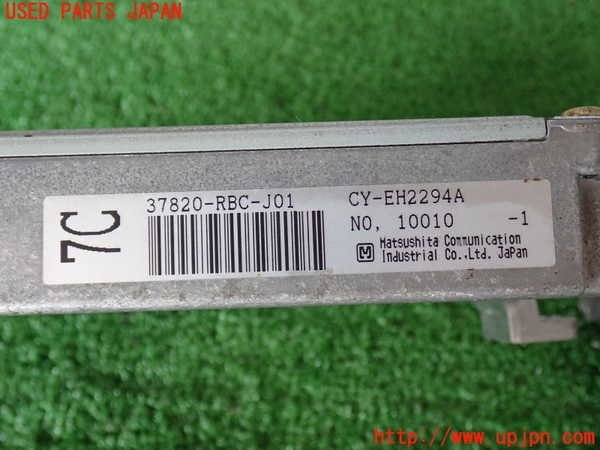 USED PARTS JAPAN
7C
37820-RBC-J01
CY-EH2294A
NO, 10010 -1
M Matsushita Communication
Industrial Co.,Ltd. JaPan
http://www.upjpn.com